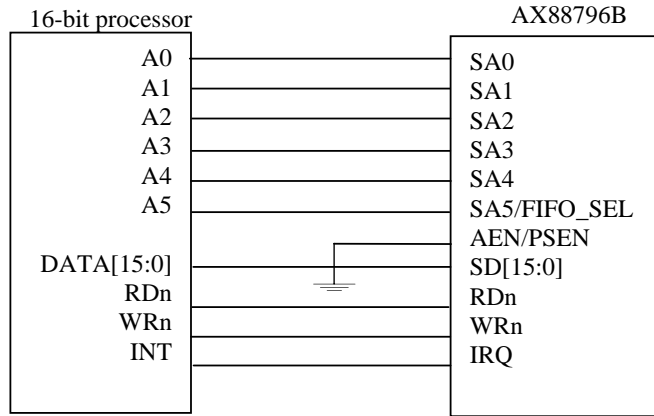 16-bit processor
AX88796B
A0
A1
A2
A3
A4
A5
DATA[15:0]
RDn
WRn
INT
SA0
SA1
SA2
SA3
SA4
SA5/FIFO_SEL
AEN/PSEN
SD[15:0]
RDn
WRn
IRQ